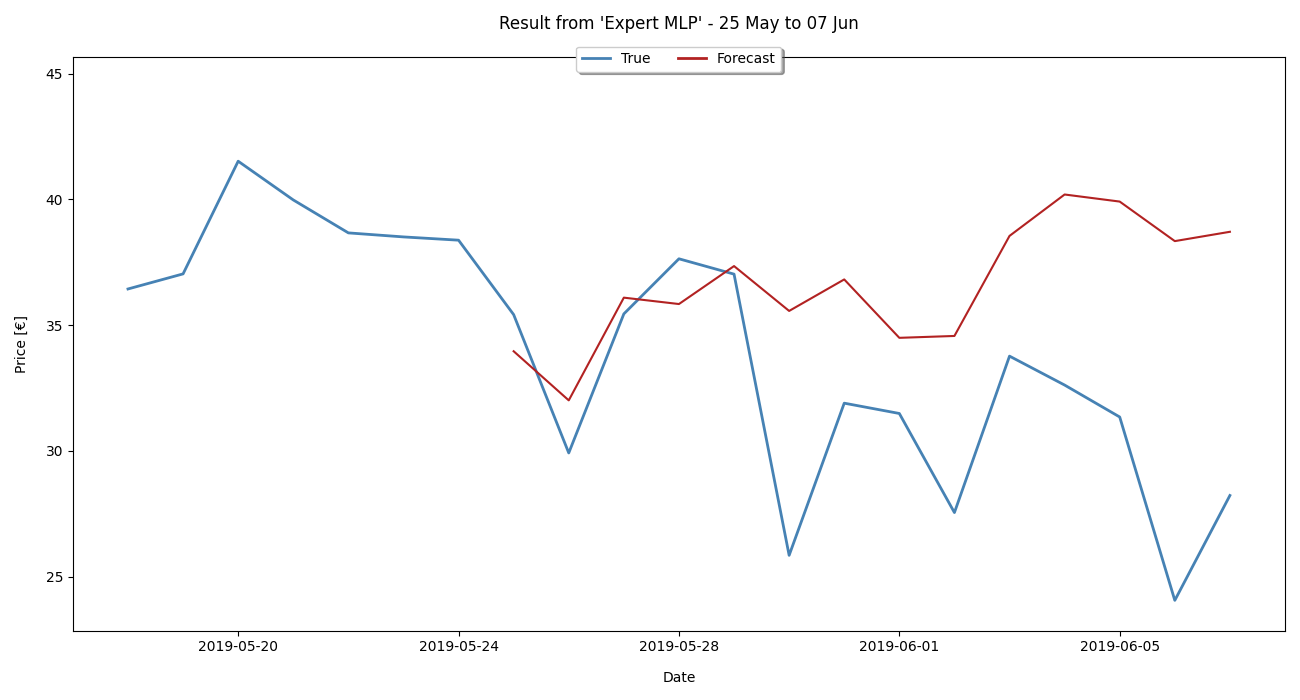 Result from 'Expert MLP' - 25 May to 07 Jun
True Forecast
45
40
35
30
25
Price [€]
2019-05-20 2019-05-24 2019-05-28 2019-06-01 2019-06-05
Date